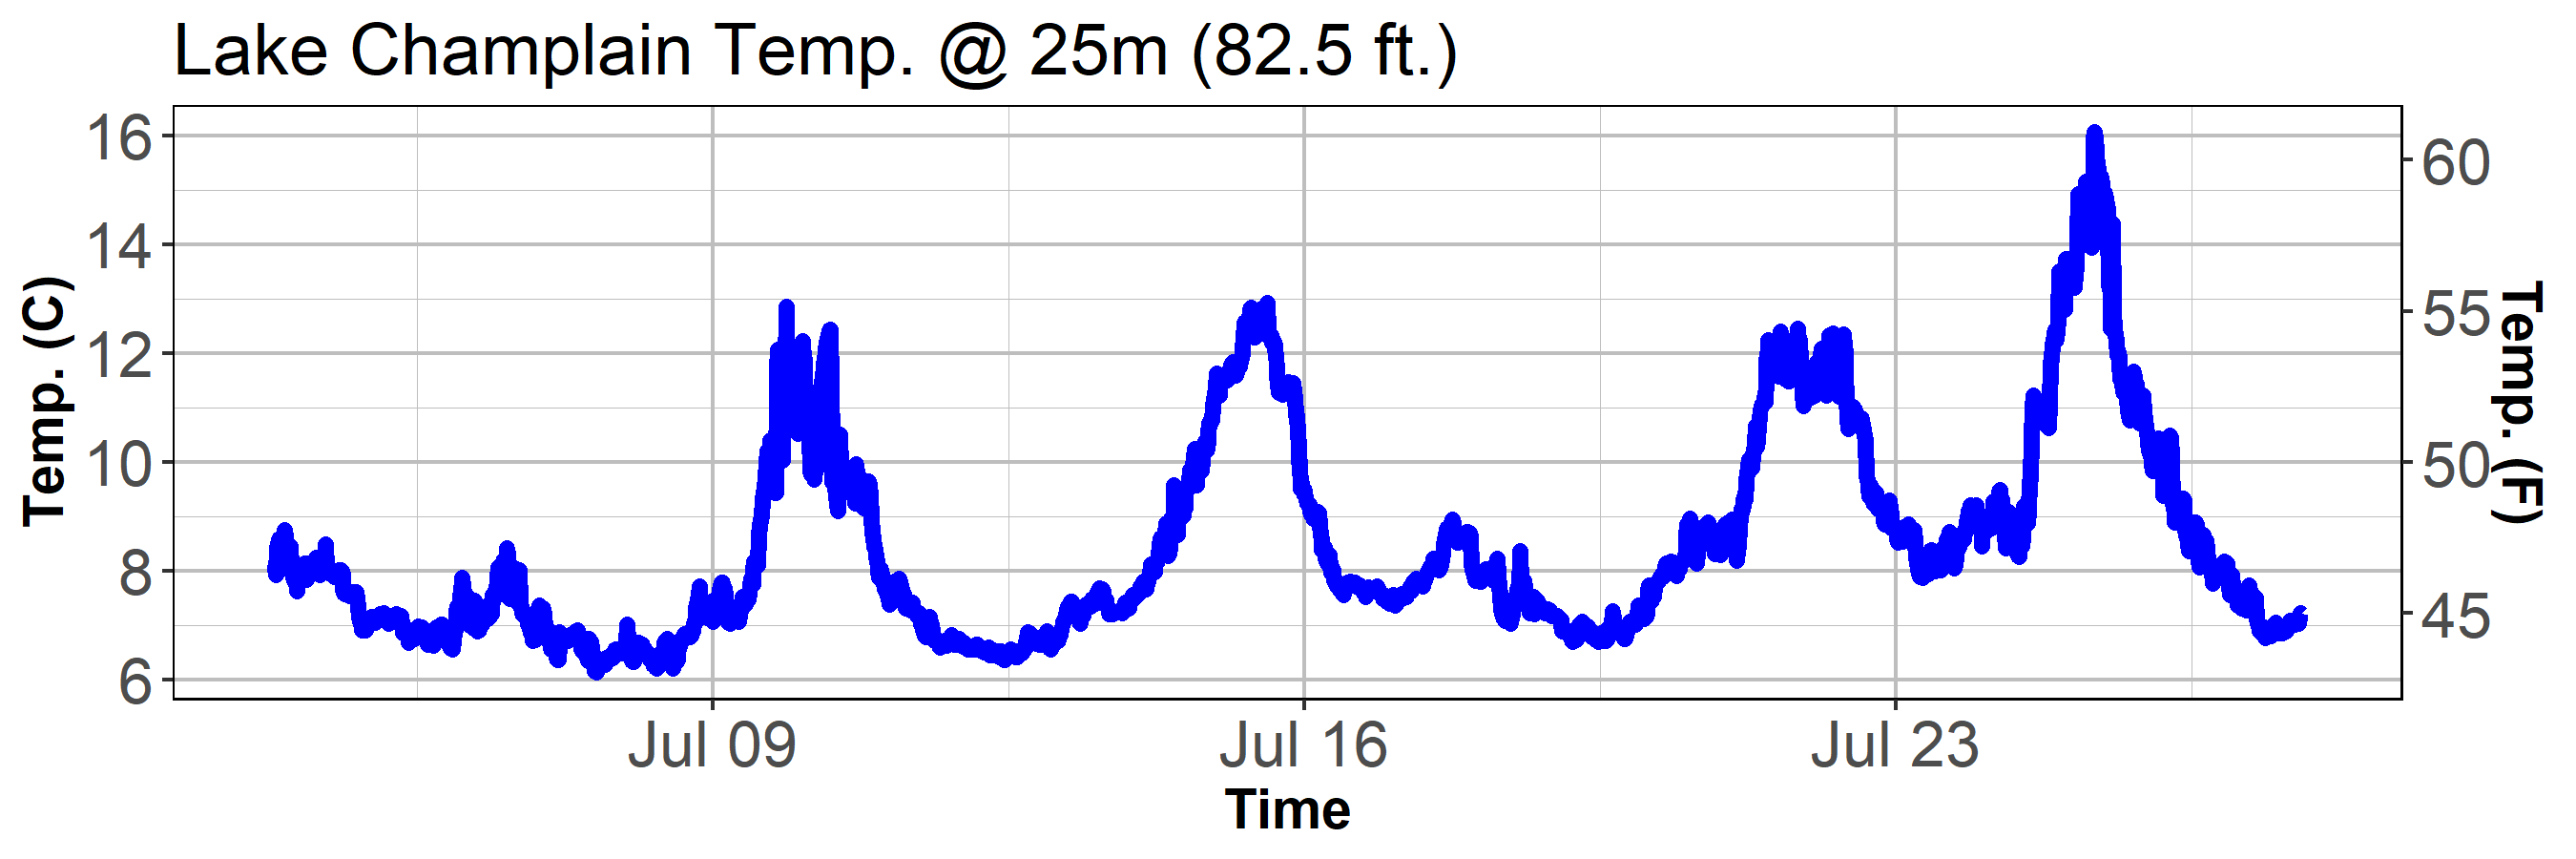 Lake Champlain Temp. @ 25m (82.5 ft.)
Temp. (C)
16
14
12
10
8
6
60
55
50
45
Temp. (F)
Jul 09
Jul 16
Jul 23
Time